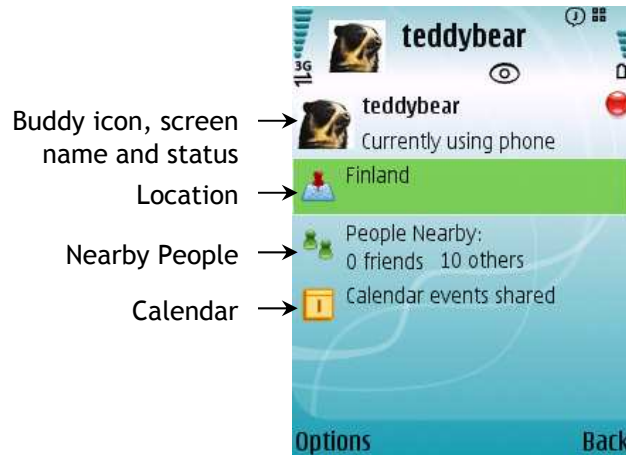 teddybear
3G
Buddy icon, screen
name and status
teddybear
Currently using phone
Location
Finland
Nearby People
People Nearby:
0 friends 10 others
Calendar
Calendar events shared
Options
Back